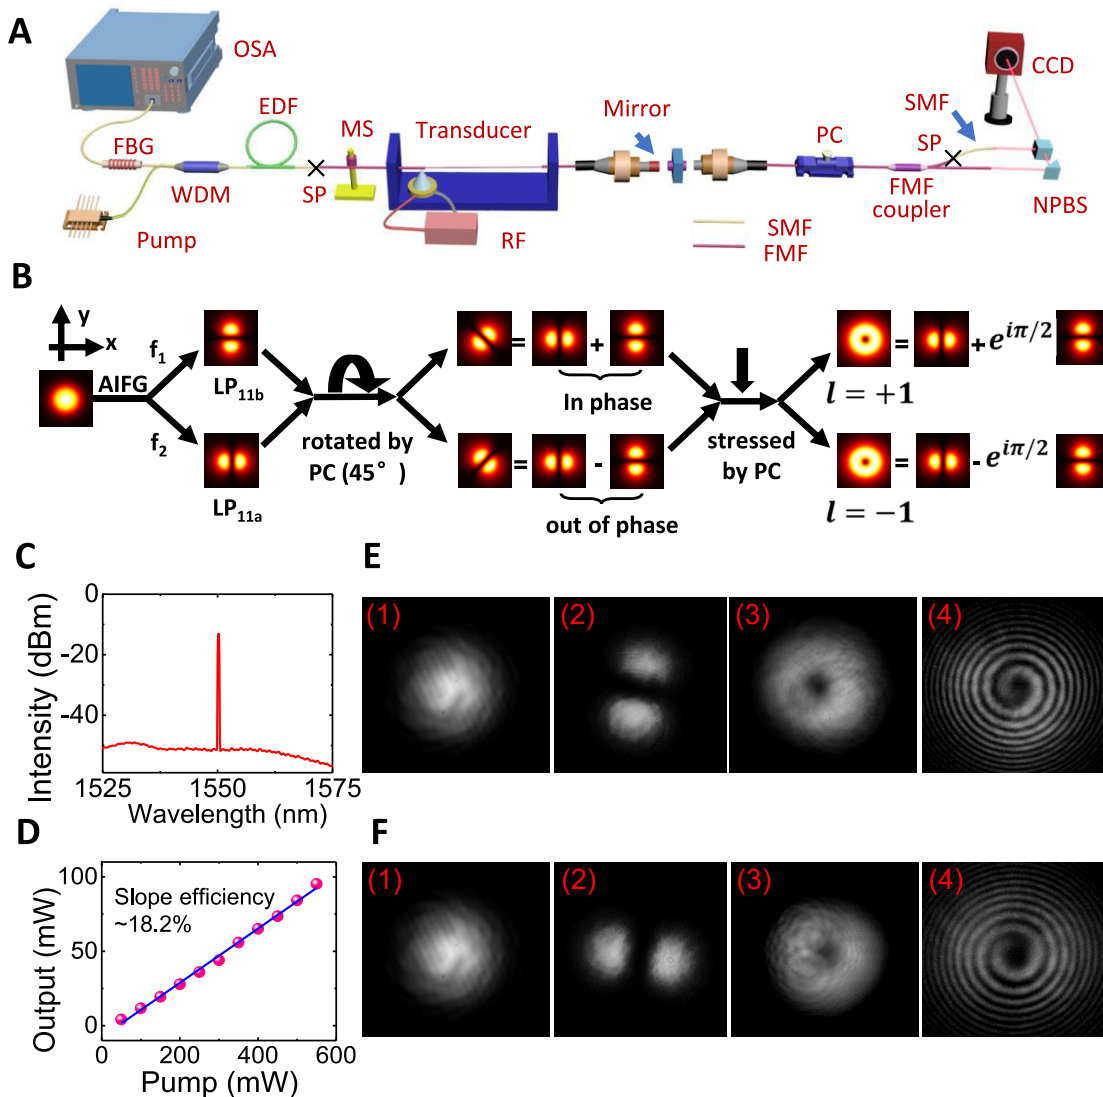 A
OSA
FBG
WDM
EDF
SP
MS
Transducer
Mirror
PC
SMF
SP
CCD
FMF
coupler
NPBS
Pump
RF
SMF
FMF
B
y
x
AIFG
f1
f2
LP11b
LP11a
rotated by
PC (45°)
= + 
In phase
= -
out of phase
stressed
by PC
= + e^{iπ/2}
l = +1
= - e^{iπ/2}
l = −1
C
Intensity (dBm)
0
-20
-40
1525
1550
1575
Wavelength (nm)
D
Output (mW)
100
50
0
Slope efficiency
~18.2%
0
200
400
600
Pump (mW)
E
(1)
(2)
(3)
(4)
F
(1)
(2)
(3)
(4)